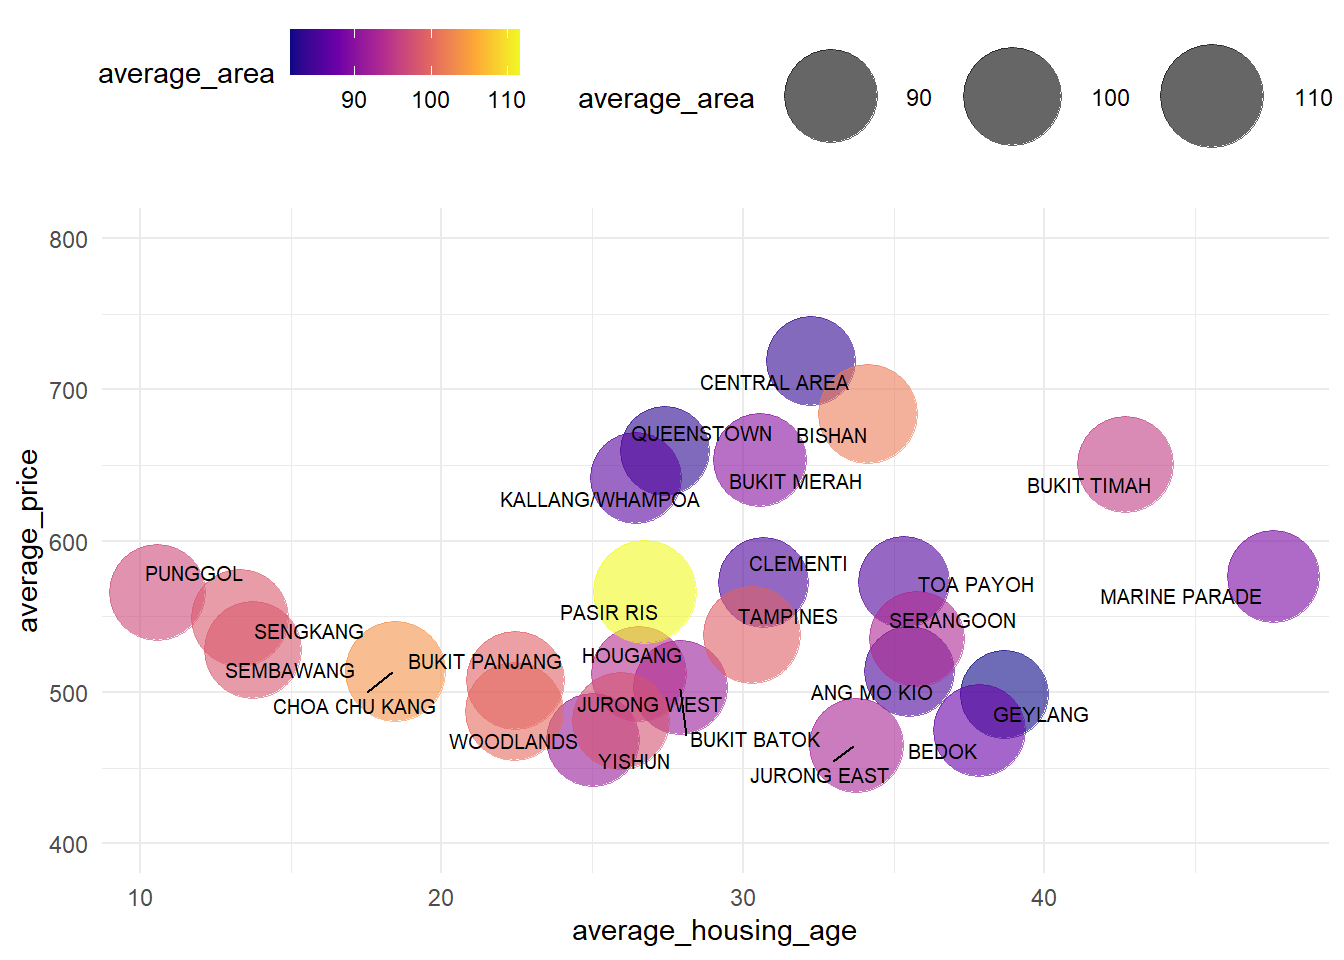 average_area
90
100
110
average_area
90
100
110
average_price
800
700
600
500
400
CENTRAL AREA
QUEENSTOWN
BISHAN
BUKIT MERAH
BUKIT TIMAH
KALLANG/WHAMPOA
CLEMENTI
PUNGGOL
TOA PAYOH
MARINE PARADE
PASIR RIS
TAMPINES
SERANGOON
SENGKANG
HOUGANG
BUKIT PANJANG
SEMBAWANG
ANG MO KIO
JURONG WEST
CHOA CHU KANG
GEYLANG
WOODLANDS
BUKIT BATOK
BEDOK
YISHUN
JURONG EAST
10
20
30
40
average_housing_age